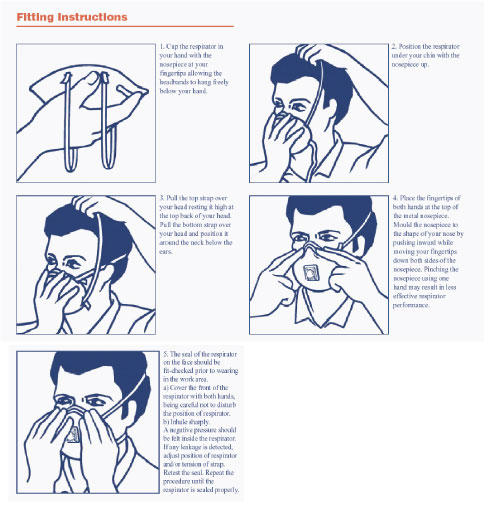 Fitting Instructions
1. Cup the respirator in
your hand with the
nosepiece at your
fingertips allowing the
headbands to hang freely
below your hand.
2. Position the respirator
under your chin with the
nosepiece up.
3. Pull the top strap over
your head resting it high at
the top back of your head.
Pull the bottom strap over
your head and position it
around the neck below the
ears.
4. Place the fingertips of
both hands at the top of
the metal nosepiece.
Mould the nosepiece to
the shape of your nose by
pushing inward while
moving your fingertips
down both sides of the
nosepiece. Pinching the
nosepiece using one
hand may result in less
effective respirator
performance.
5. The seal of the respirator
on the face should be
fit-checked prior to wearing
in the work area.
a) Cover the front of the
respirator with both hands,
being careful not to disturb
the position of respirator.
b) Inhale sharply.
A negative pressure should
be felt inside the respirator.
If any leakage is detected,
adjust position of respirator
and/or tension of strap.
Retest the seal. Repeat the
procedure until the
respirator is sealed properly.